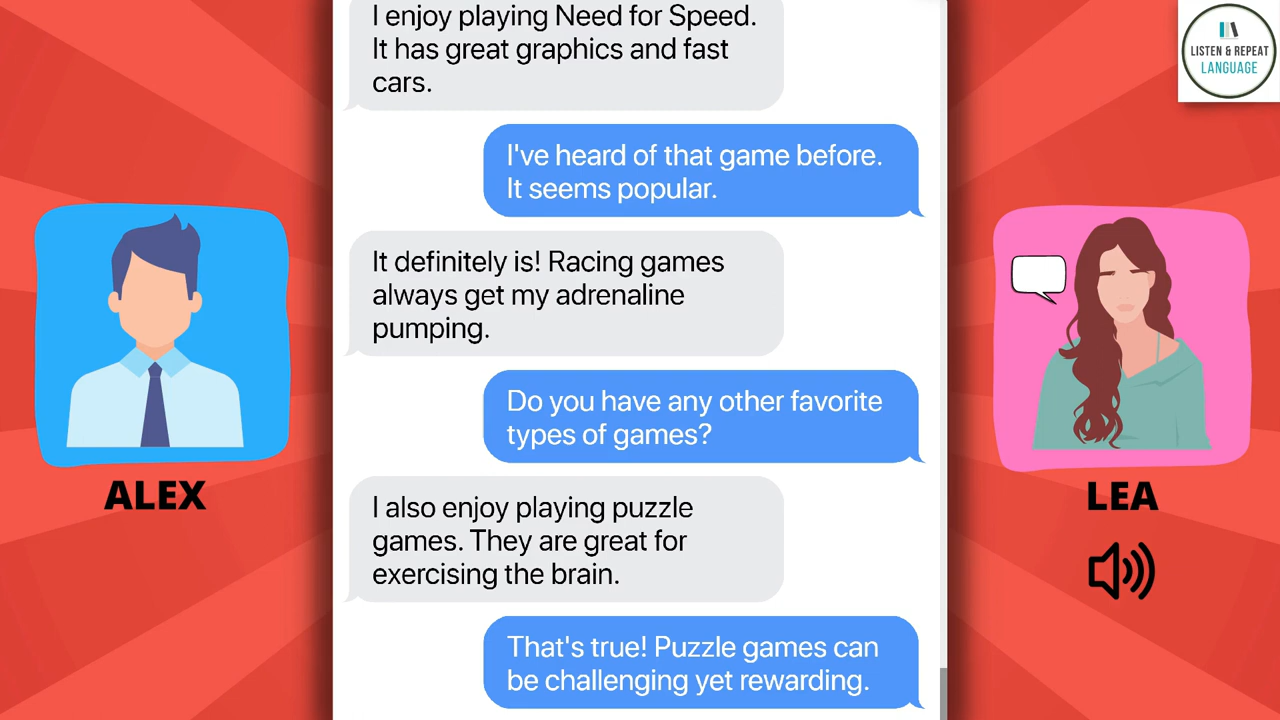 I enjoy playing Need for Speed.
It has great graphics and fast
cars.
I've heard of that game before.
It seems popular.
It definitely is! Racing games
always get my adrenaline
pumping.
Do you have any other favorite
types of games?
I also enjoy playing puzzle
games. They are great for
exercising the brain.
That's true! Puzzle games can
be challenging yet rewarding.
ALEX
LEA
LISTEN & REPEAT
LANGUAGE